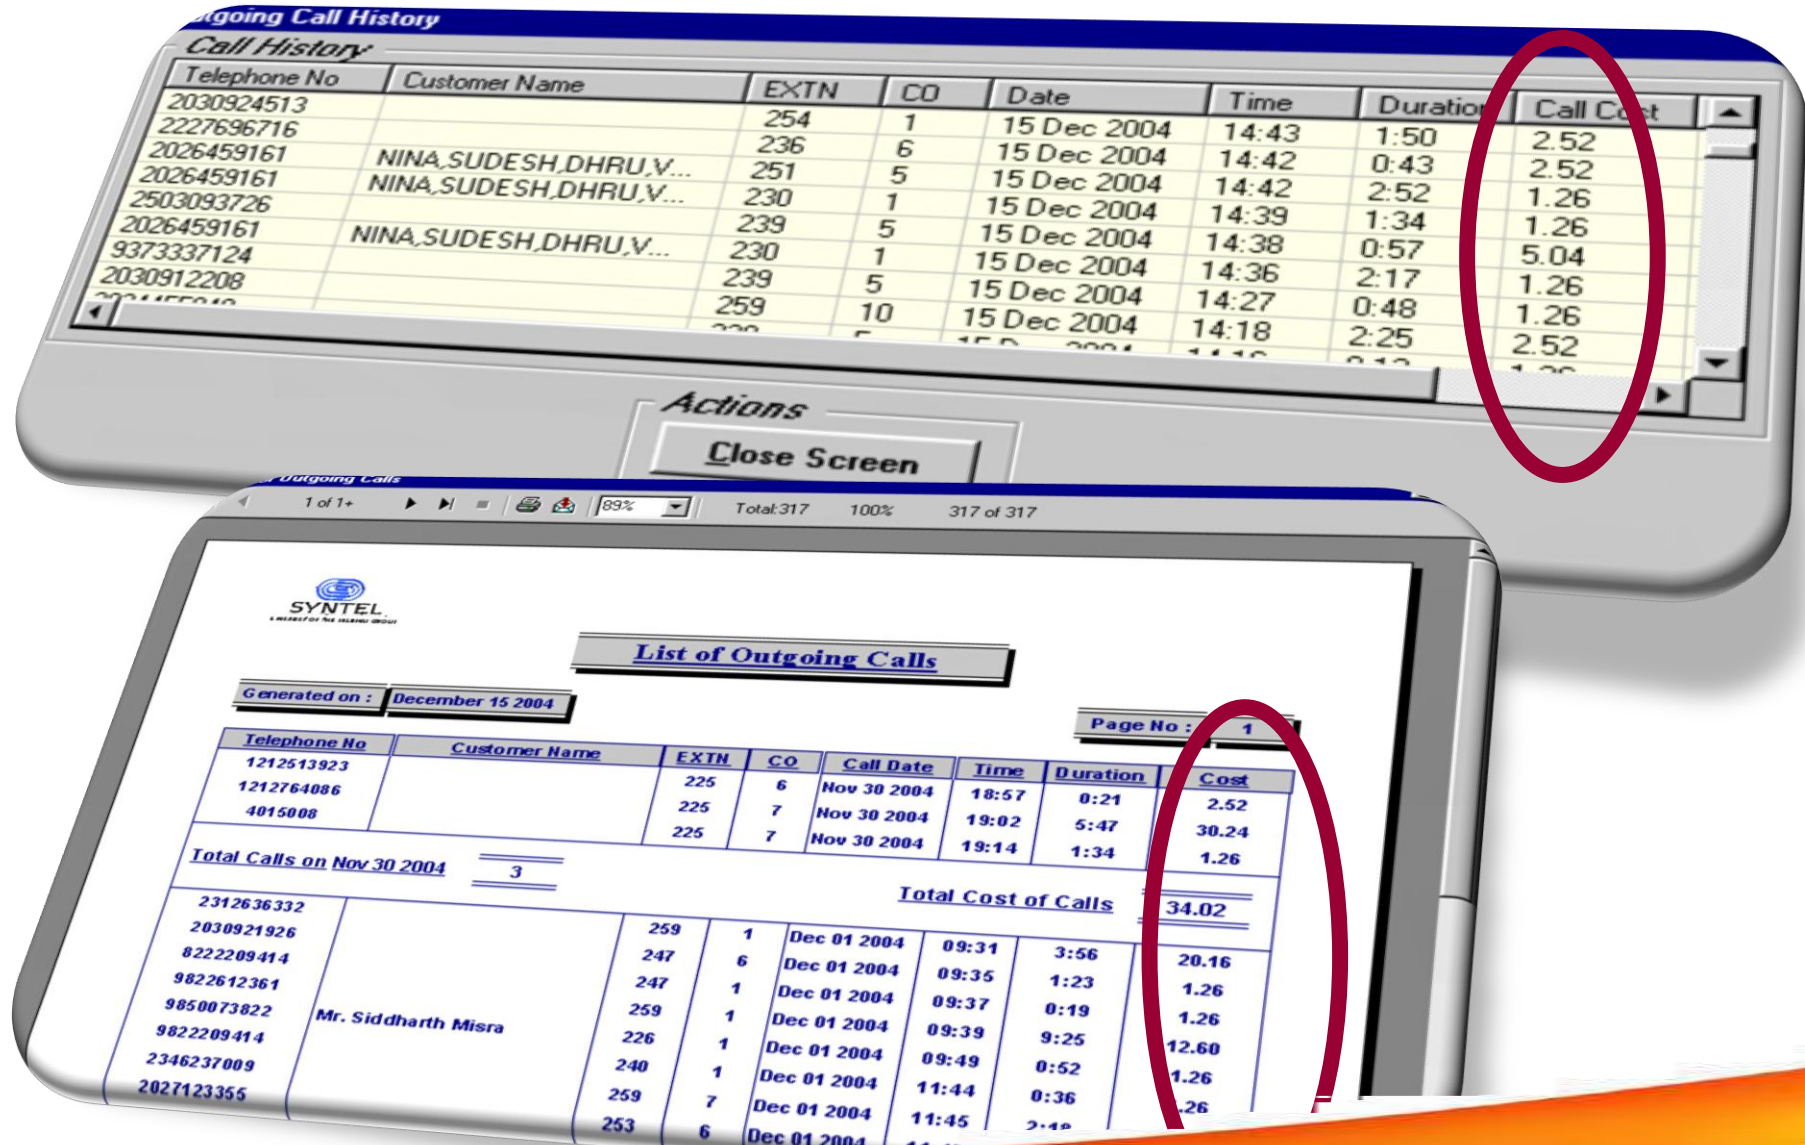 going Call History
Call History
Telephone No Customer Name EXTN CO Date Time Duration Call Cost
2030924513 254 1 15 Dec 2004 14:43 1:50 2.52
2227696716 236 6 15 Dec 2004 14:42 0:43 2.52
2026459161 NINA,SUDESH,DHRU,V... 251 5 15 Dec 2004 14:42 2:52 1.26
2026459161 NINA,SUDESH,DHRU,V... 230 1 15 Dec 2004 14:39 1:34 1.26
2503093726 239 5 15 Dec 2004 14:38 0:57 5.04
2026459161 NINA,SUDESH,DHRU,V... 230 1 15 Dec 2004 14:36 2:17 1.26
9373337124 239 5 15 Dec 2004 14:27 0:48 1.26
2030912208 259 10 15 Dec 2004 14:18 2:25 2.52
Actions
Close Screen
Outgoing Calls
1 of 1+ 89% Total:317 100% 317 of 317
SYNTEL
List of Outgoing Calls
Generated on : December 15 2004
Page No : 1
Telephone No Customer Name EXTN CO Call Date Time Duration Cost
1212513923 225 6 Nov 30 2004 18:57 0:21 2.52
1212764086 225 7 Nov 30 2004 19:02 5:47 30.24
4015008 225 7 Nov 30 2004 19:14 1:34 1.26
Total Calls on Nov 30 2004 3 Total Cost of Calls 34.02
2312636332 259 1 Dec 01 2004 09:31 3:56 20.16
2030921926 247 6 Dec 01 2004 09:35 1:23 1.26
8222209414 247 1 Dec 01 2004 09:37 0:19 1.26
9822612361 259 1 Dec 01 2004 09:39 9:25 12.60
9850073822 Mr. Siddharth Misra 226 1 Dec 01 2004 09:49 0:52 1.26
9822209414 240 1 Dec 01 2004 11:44 0:36 .26
2346237009 259 7 Dec 01 2004 11:45 2:18
2027123355 253 6 Dec 01 2004